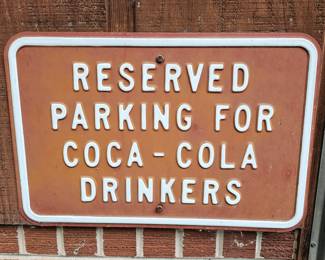 RESERVED
PARKING FOR
COCA-COLA
DRINKERS